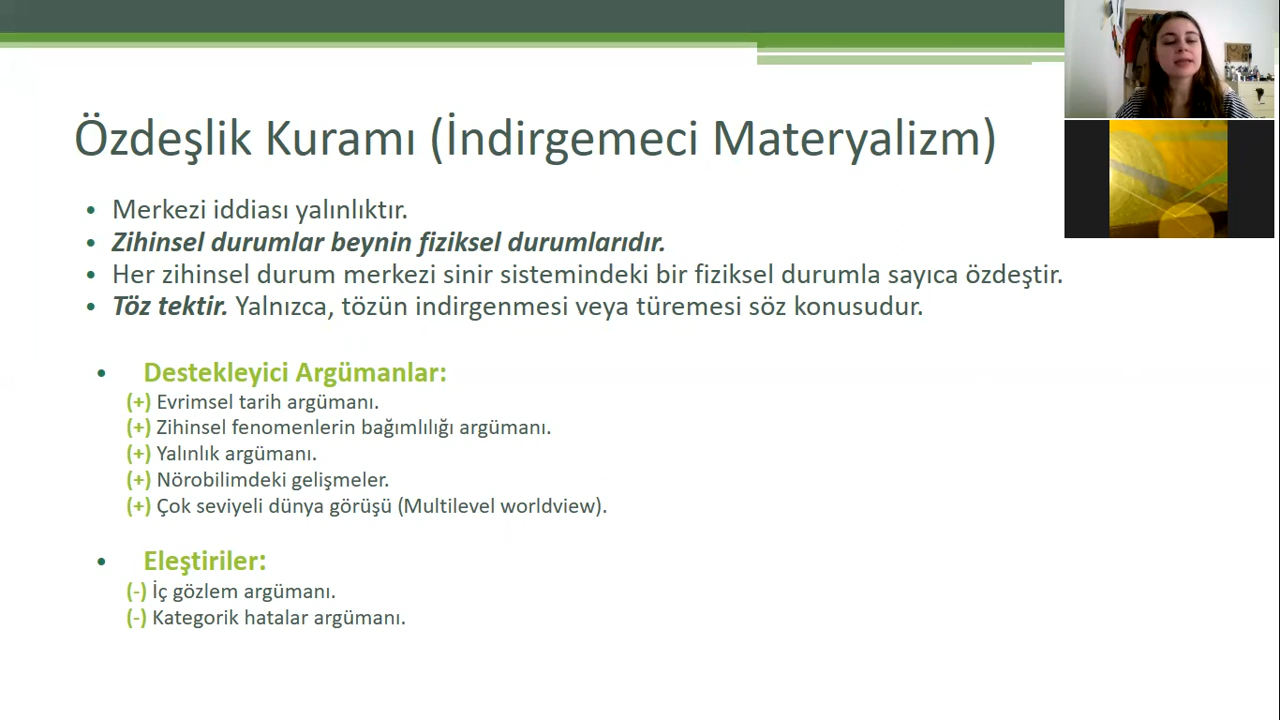 Özdeşlik Kuramı (İndirgemeci Materyalizm)
• Merkezi iddiası yalınlıktır.
• Zihinsel durumlar beynin fiziksel durumlarıdır.
• Her zihinsel durum merkezi sinir sistemindeki bir fiziksel durumla sayıca özdeştir.
• Töz tektir. Yalnızca, tözün indirgenmesi veya türemesi söz konusudur.
• Destekleyici Argümanlar:
(+) Evrimsel tarih argümanı.
(+) Zihinsel fenomenlerin bağımlılığı argümanı.
(+) Yalınlık argümanı.
(+) Nörobilimdeki gelişmeler.
(+) Çok seviyeli dünya görüşü (Multilevel worldview).
• Eleştiriler:
(-) İç gözlem argümanı.
(-) Kategorik hatalar argümanı.